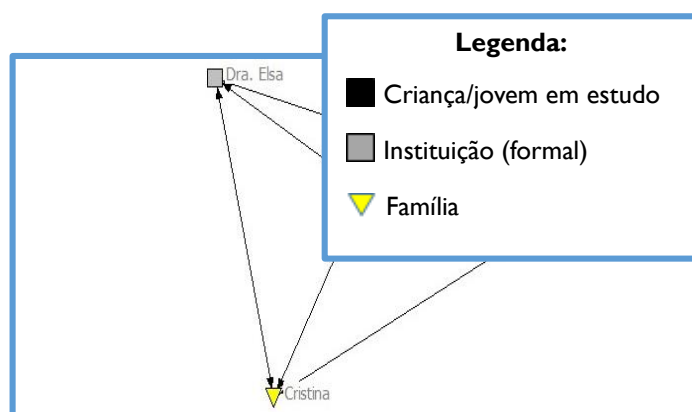 Legenda:
Dra. Elsa
Criança/jovem em estudo
Instituição (formal)
Família
Cristina